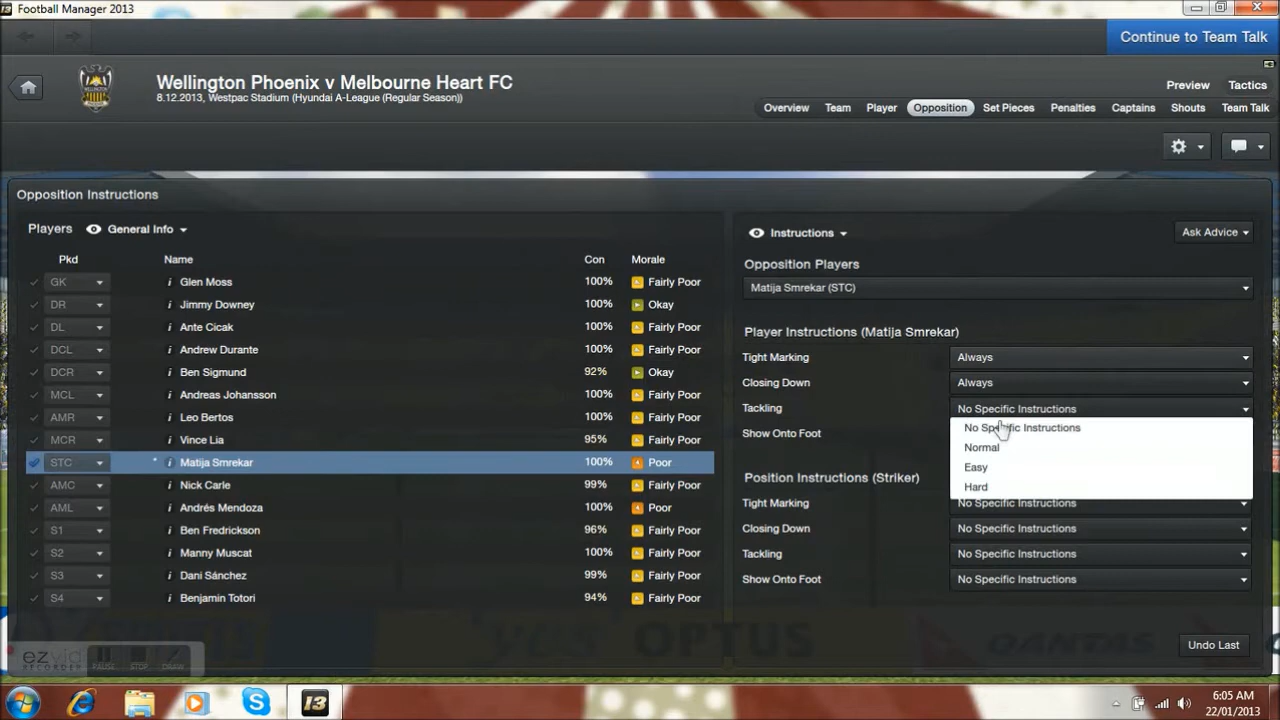 Football Manager 2013
Continue to Team Talk
Wellington Phoenix v Melbourne Heart FC
8.12.2013, Westpac Stadium (Hyundai A-League (Regular Season))
Preview Tactics
Overview Team Player Opposition Set Pieces Penalties Captains Shouts Team Talk
Opposition Instructions
Players General Info
Instructions Ask Advice
Pkd Name Con Morale
Opposition Players
GK i Glen Moss 100% Fairly Poor
Matija Smrekar (STC)
DR i Jimmy Downey 100% Okay
DL i Ante Cicak 100% Fairly Poor
Player Instructions (Matija Smrekar)
DCL i Andrew Durante 100% Fairly Poor
Tight Marking Always
DCR i Ben Sigmund 92% Okay
Closing Down Always
MCL i Andreas Johansson 100% Fairly Poor
Tackling No Specific Instructions
AMR i Leo Bertos 100% Fairly Poor
No Specific Instructions
Show Onto Foot
MCR i Vince Lia 95% Fairly Poor
Normal
STC i Matija Smrekar 100% Poor
Easy
Position Instructions (Striker)
AMC i Nick Carle 99% Fairly Poor
Hard
AML i Andrés Mendoza 100% Poor
Tight Marking No Specific Instructions
S1 i Ben Fredrickson 96% Fairly Poor
Closing Down No Specific Instructions
S2 i Manny Muscat 100% Fairly Poor
Tackling No Specific Instructions
S3 i Dani Sánchez 99% Fairly Poor
Show Onto Foot No Specific Instructions
S4 i Benjamin Totori 94% Fairly Poor
OPTUS
QANTAS
Undo Last
ezvid
RECORDER
PAUSE STOP DRAW
13
6:05 AM
22/01/2013